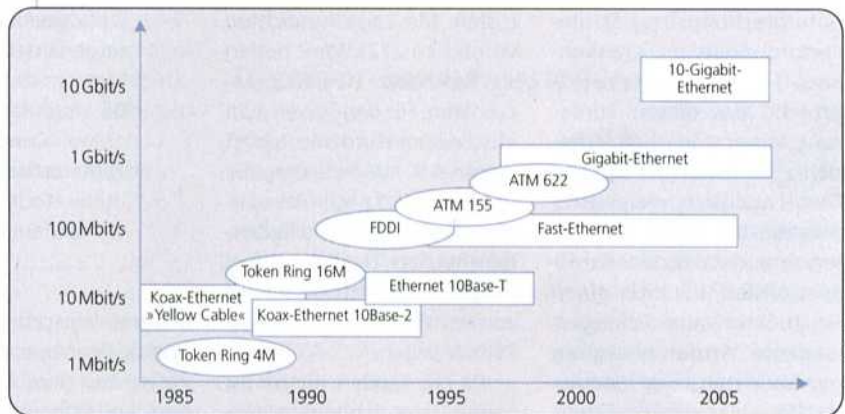 10 Gbit/s
10-Gigabit-
Ethernet
1 Gbit/s
Gigabit-Ethernet
ATM 622
ATM 155
100 Mbit/s
FDDI
Fast-Ethernet
Token Ring 16M
Ethernet 10Base-T
10 Mbit/s
Koax-Ethernet
»Yellow Cable«
Koax-Ethernet 10Base-2
1 Mbit/s
Token Ring 4M
1985
1990
1995
2000
2005